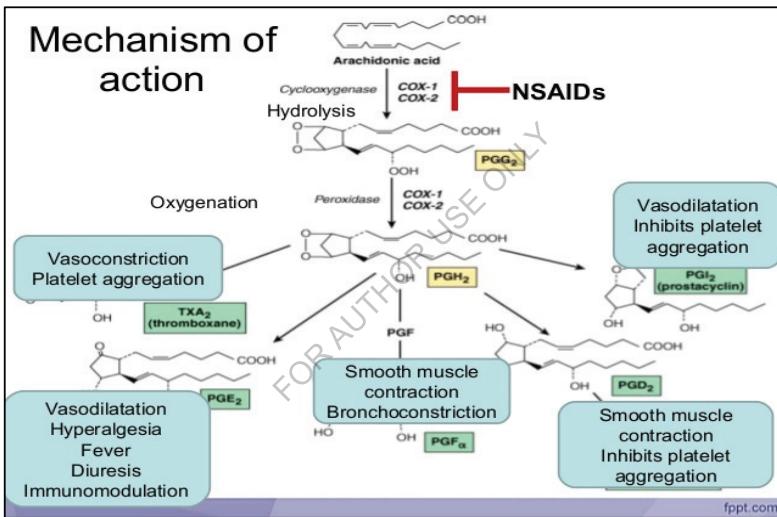 Mechanism of
action
COOH
Arachidonic acid
Cyclooxygenase
COX-1
COX-2
NSAIDs
Hydrolysis
O
O
COOH
OOH
PGG₂
Oxygenation
Peroxidase
COX-1
COX-2
O
O
COOH
OH
PGH₂
Vasoconstriction
Platelet aggregation
OH
TXA₂
(thromboxane)
Vasodilatation
Inhibits platelet
aggregation
O
PGI₂
(prostacyclin)
OH
OH
O
COOH
PGE₂
Vasodilatation
Hyperalgesia
Fever
Diuresis
Immunomodulation
PGF
Smooth muscle
contraction
Bronchoconstriction
HO
OH
PGFα
HO
COOH
O
OH
PGD₂
Smooth muscle
contraction
Inhibits platelet
aggregation
FOR AUTHOR USE ONLY
fppt.com